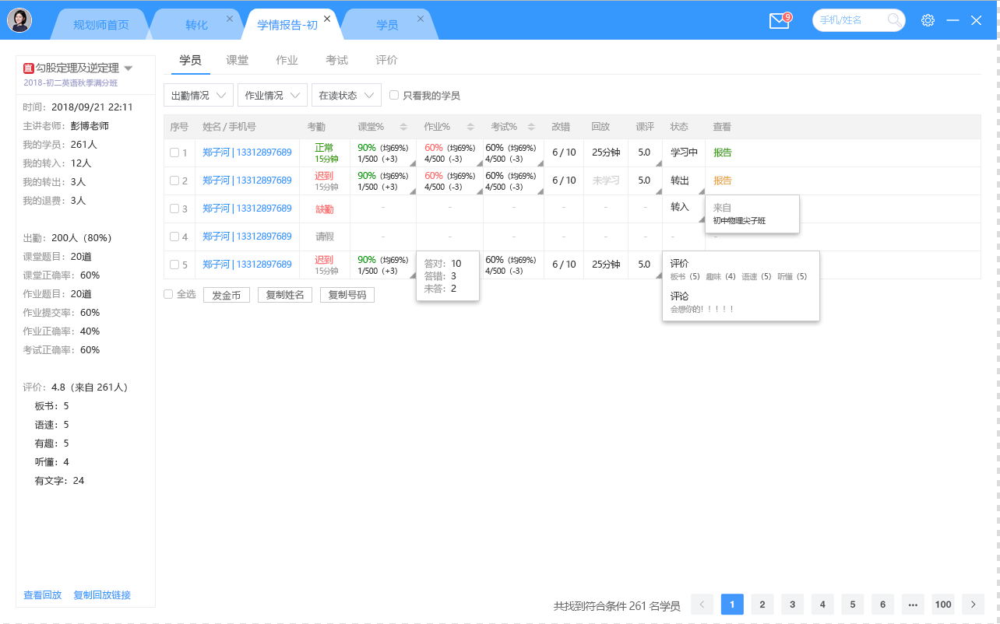 规划师首页 转化 学情报告-初 学员 9 手机/姓名
直 勾股定理及逆定理
2018-初二英语秋季满分班
时间：2018/09/21 22:11
主讲老师：彭博老师
我的学员：261人
我的转入：12人
我的转出：3人
我的退费：3人
出勤：200人（80%）
课堂题目：20道
课堂正确率：60%
作业题目：20道
作业提交率：60%
作业正确率：40%
考试正确率：60%
评价：4.8（来自 261人）
板书：5
语速：5
有趣：5
听懂：4
有文字：24
查看回放 复制回放链接
学员 课堂 作业 考试 评价
出勤情况 作业情况 在读状态 只看我的学员
序号 姓名 / 手机号 考勤 课堂% 作业% 考试% 改错 回放 课评 状态 查看
1 郑子河 | 13312897689 正常 90%（均69%） 60%（均69%） 60%（均69%） 6 / 10 25分钟 5.0 学习中 报告
15分钟 1/500（+3） 4/500（-3） 4/500（-3）
2 郑子河 | 13312897689 迟到 90%（均69%） 60%（均69%） 60%（均69%） 6 / 10 未学习 5.0 转出 报告
15分钟 1/500（+3） 4/500（-3） 4/500（-3）
3 郑子河 | 13312897689 缺勤 - - - - - - 转入
来自
初中物理尖子班
4 郑子河 | 13312897689 请假 - - - - - - - -
5 郑子河 | 13312897689 迟到 90%（均69%） 60%（均69%） 6 / 10 25分钟 5.0
15分钟 1/500（+3） 4/500（-3）
答对：10
答错：3
未答：2
评价
板书（5） 趣味（4） 语速（5） 听懂（5）
评论
会想你的！！！！！
全选 发金币 复制姓名 复制号码
共找到符合条件 261 名学员 < 1 2 3 4 5 6 ••• 100 >